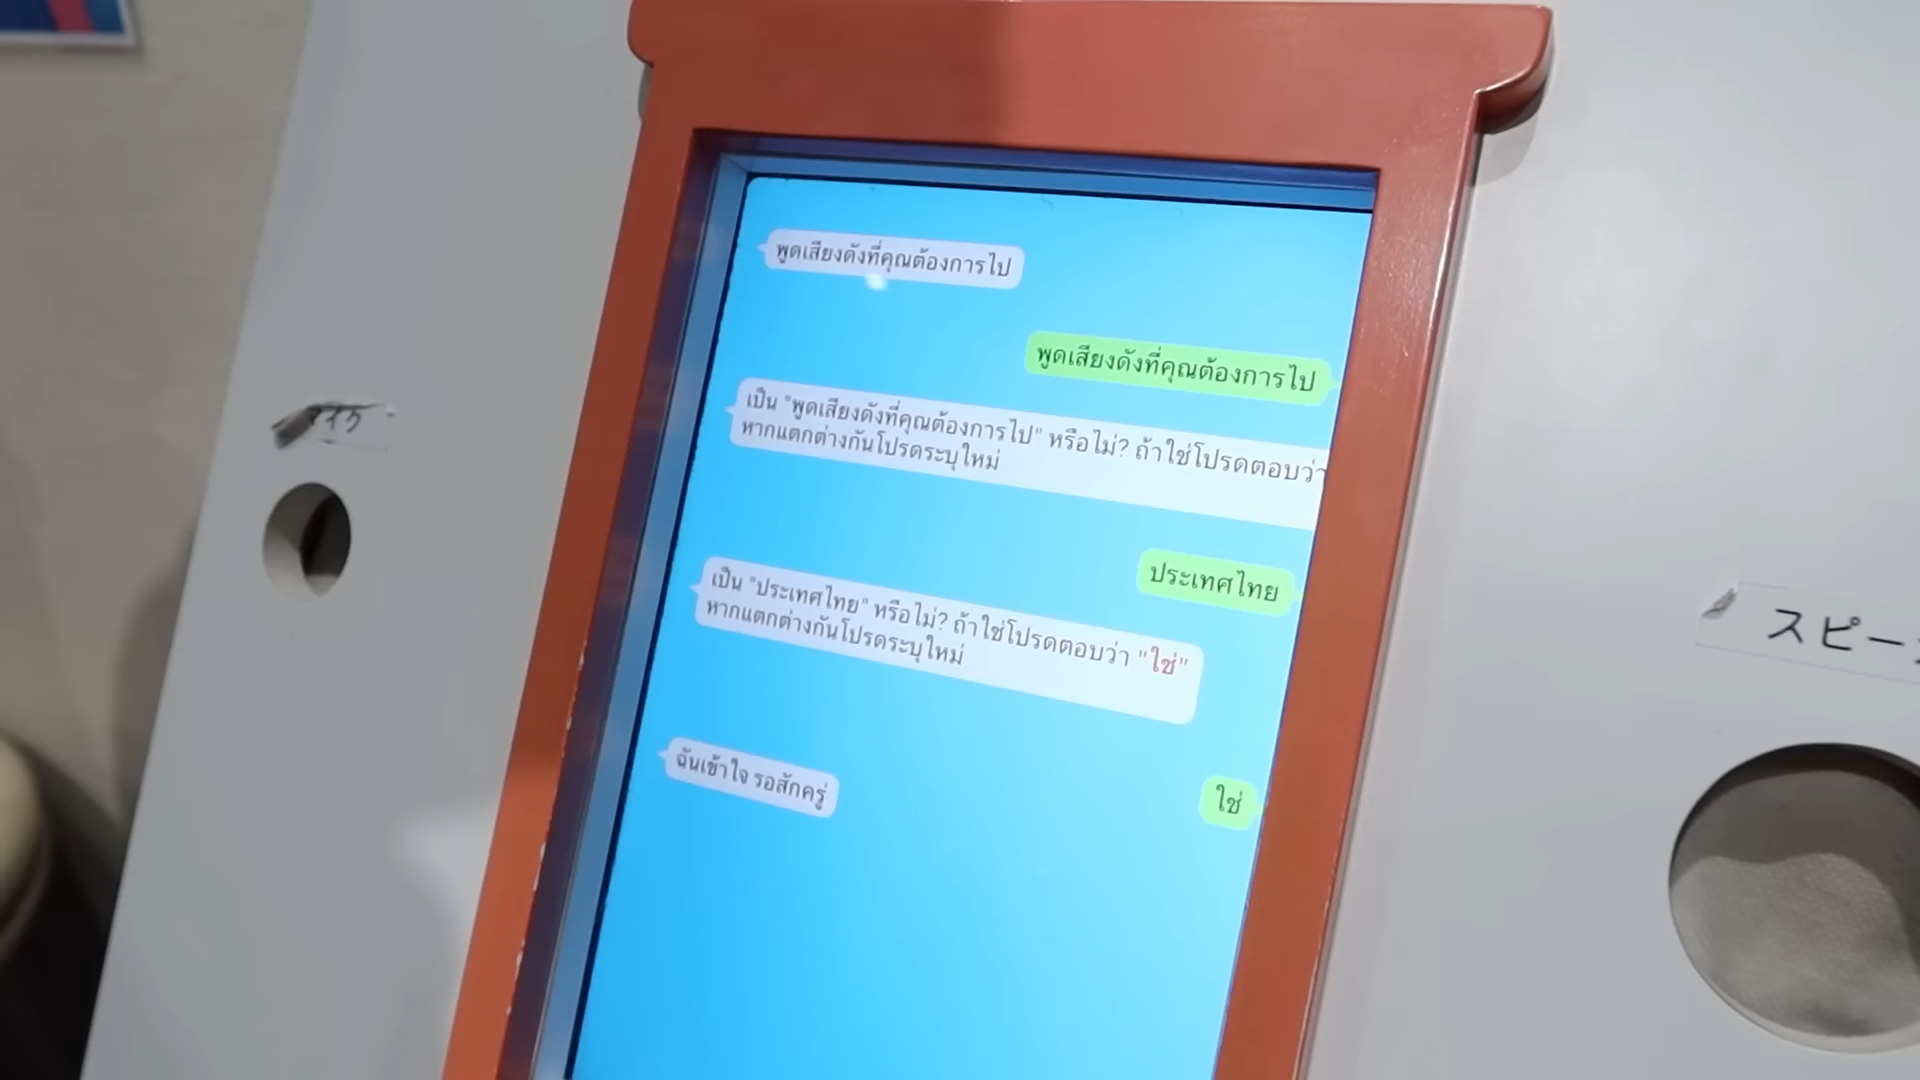 พูดเสียงดังที่คุณต้องการไป
พูดเสียงดังที่คุณต้องการไป
เป็น "พูดเสียงดังที่คุณต้องการไป" หรือไม่? ถ้าใช่โปรดตอบว่า
หากแตกต่างกันโปรดระบุใหม่
ประเทศไทย
เป็น "ประเทศไทย" หรือไม่? ถ้าใช่โปรดตอบว่า "ใช่"
หากแตกต่างกันโปรดระบุใหม่
ใช่
ฉันเข้าใจ รอสักครู่
マイク
スピー